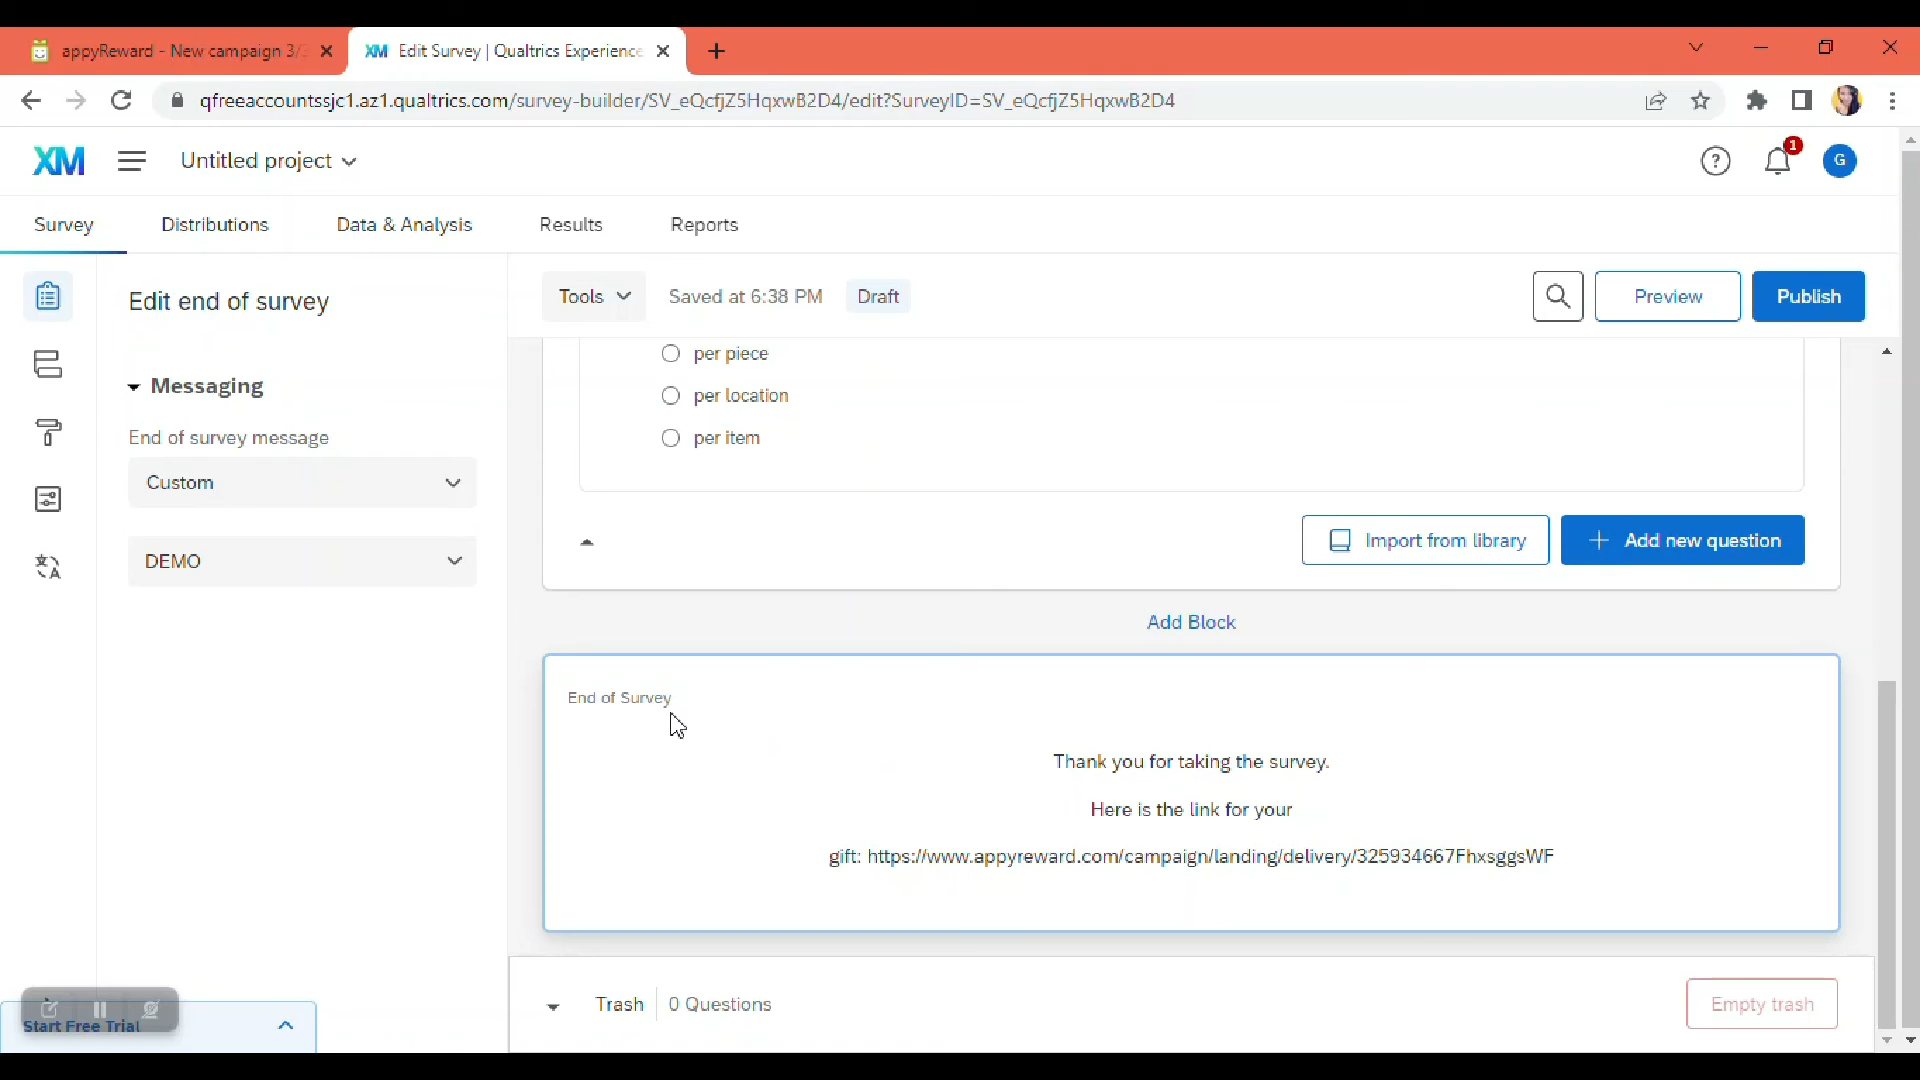 appyReward - New campaign 3/3
Edit Survey | Qualtrics Experience
qfreeaccountssjc1.az1.qualtrics.com/survey-builder/SV_eQcfjZ5HqxwB2D4/edit?SurveyID=SV_eQcfjZ5HqxwB2D4
XM
Untitled project
1
G
Survey
Distributions
Data & Analysis
Results
Reports
Edit end of survey
Tools
Saved at 6:38 PM
Draft
Preview
Publish
Messaging
End of survey message
Custom
DEMO
per piece
per location
per item
Import from library
Add new question
Add Block
End of Survey
Thank you for taking the survey.
Here is the link for your
gift: https://www.appyreward.com/campaign/landing/delivery/325934667FhxsggsWF
Trash
0 Questions
Empty trash
Start Free Trial